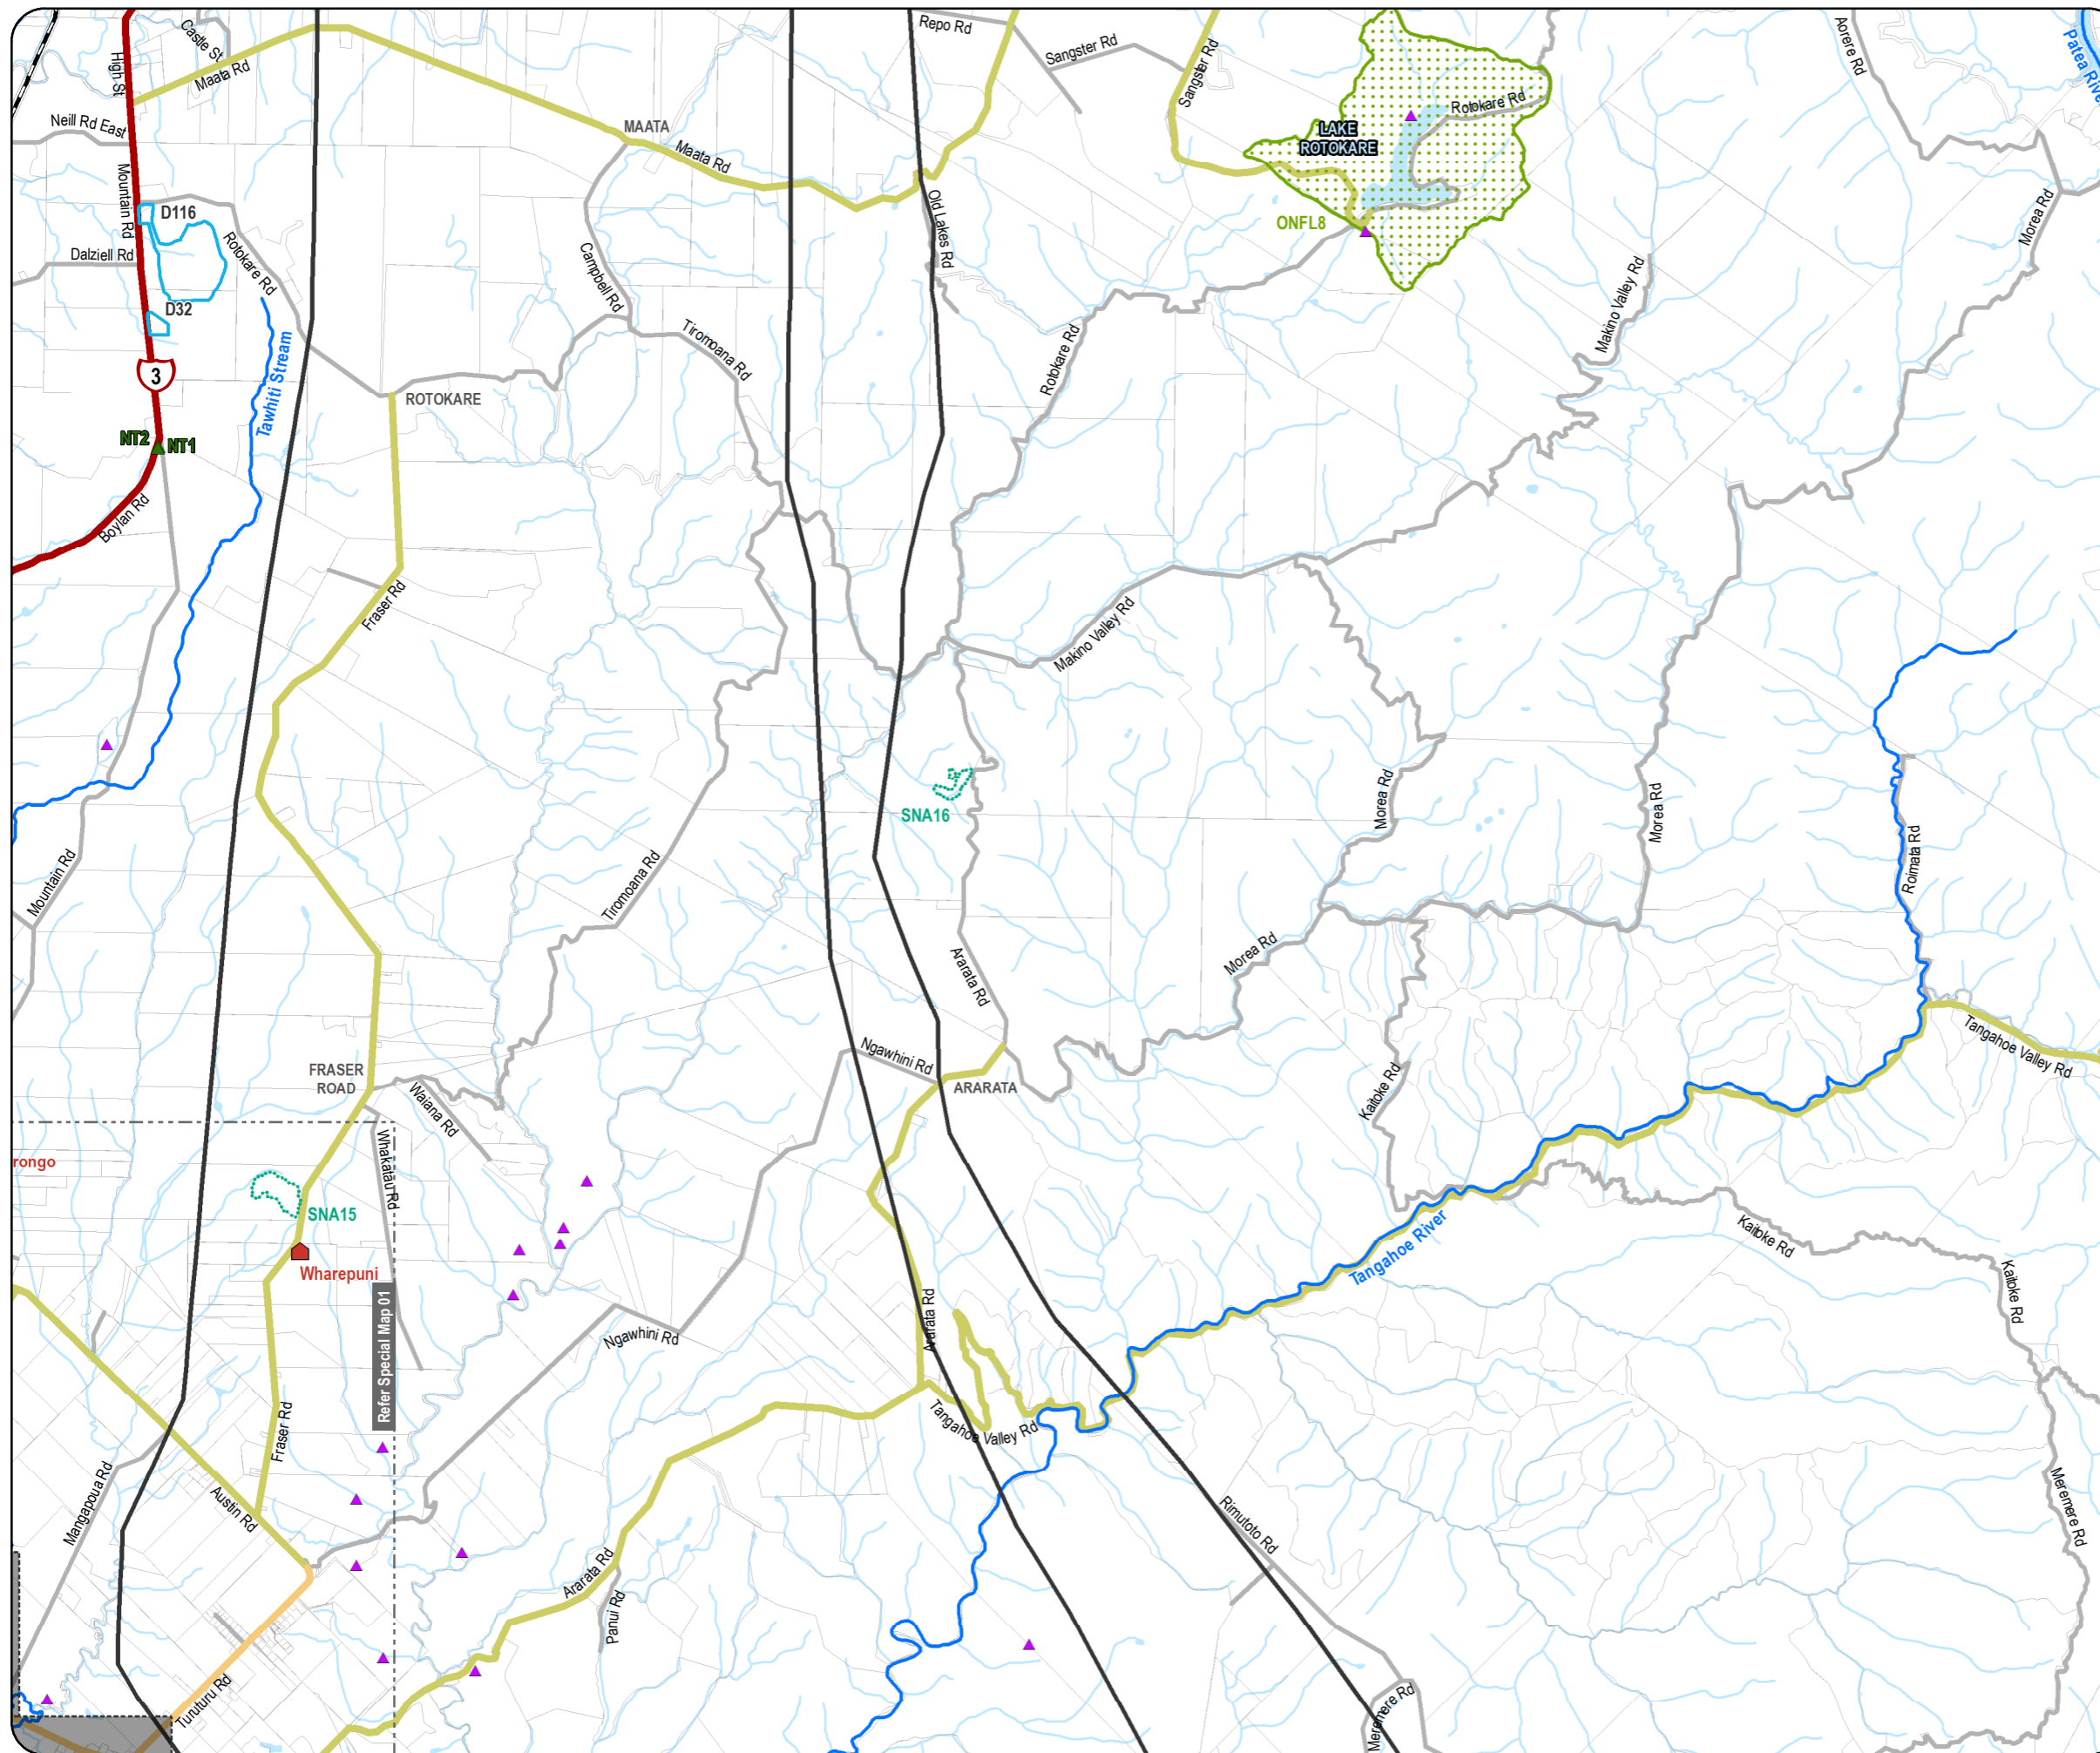 Castle St
Repo Rd
Sangster Rd
Aorere Rd
Patea Rive
High St
Maata Rd
Sangster Rd
Neill Rd East
MAATA
Maata Rd
Rotokare Rd
LAKE
ROTOKARE
Mountain Rd
D116
Old Lakes Rd
ONFL8
Morea Rd
Dalziell Rd
Rotokare Rd
Campbell Rd
Makino Valley Rd
D32
Tiromoana Rd
Rotokare Rd
3
Tawhiti Stream
ROTOKARE
NT2
NT1
Boylan Rd
Fraser Rd
Makino Valley Rd
SNA16
Morea Rd
Morea Rd
Roimata Rd
Mountain Rd
Tiromoana Rd
Ararata Rd
Morea Rd
Ngawhini Rd
Tangahoe Valley Rd
FRASER
ROAD
ARARATA
Waiana Rd
Kaitoke Rd
Whakatau Rd
rongo
SNA15
Kaitoke Rd
Tangahoe River
Wharepuni
Kaitoke Rd
Refer Special Map 01
Ararata Rd
Ngawhini Rd
Fraser Rd
Tangahoe Valley Rd
Mangapoua Rd
Austin Rd
Rimutoto Rd
Meremere Rd
Ararata Rd
Panui Rd
Turuturu Rd
Meremere Rd